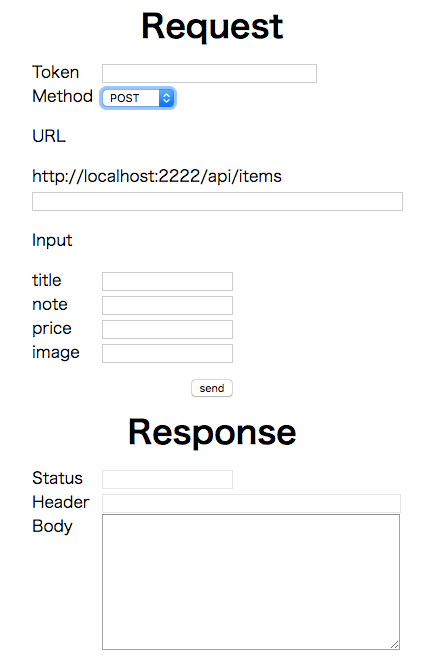 Request
Token
Method POST
URL
http://localhost:2222/api/items
Input
title
note
price
image
send
Response
Status
Header
Body